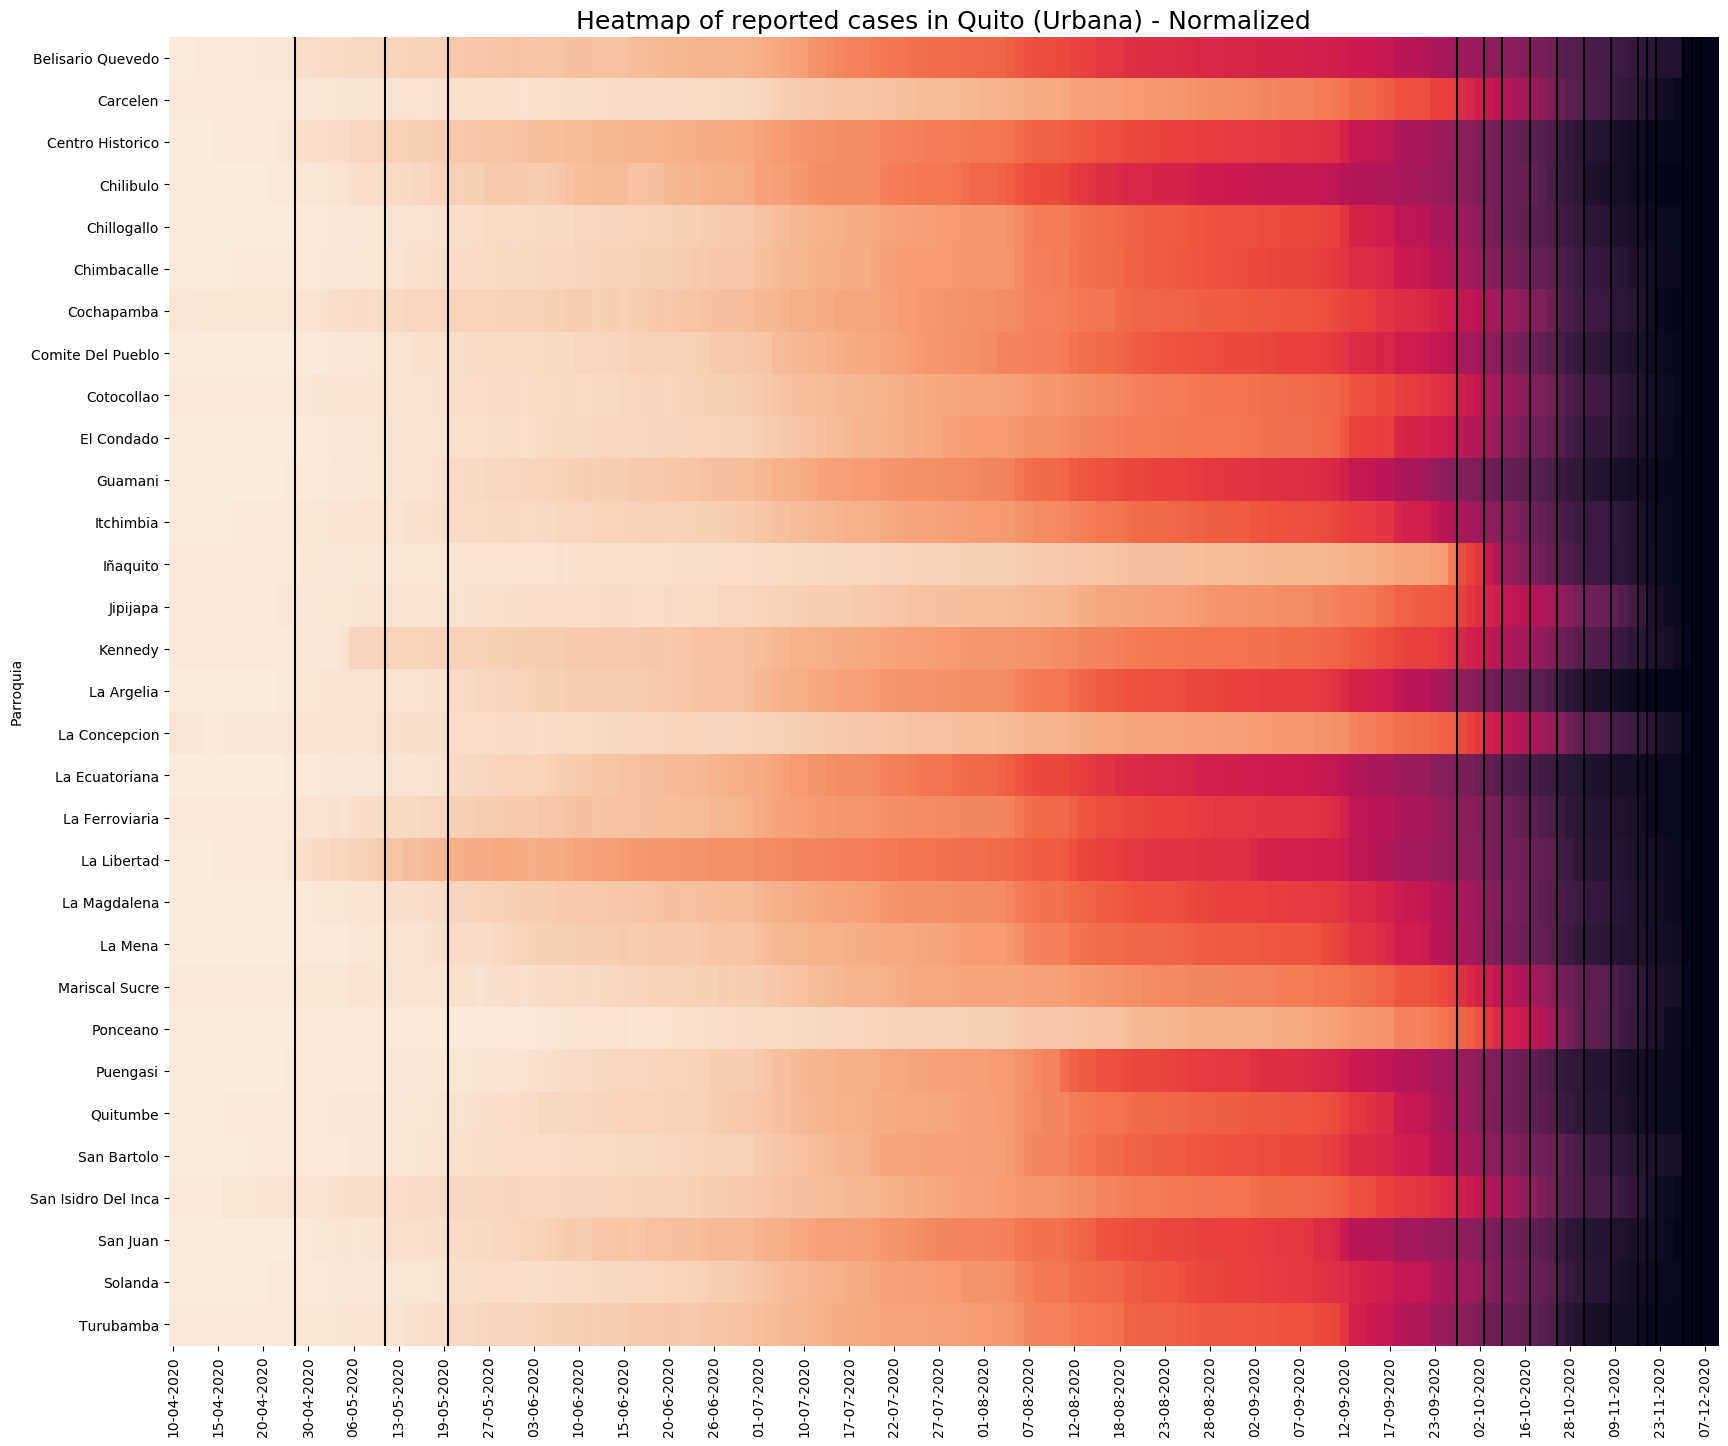 Heatmap of reported cases in Quito (Urbana) - Normalized
Parroquia
Belisario Quevedo
Carcelen
Centro Historico
Chilibulo
Chillogallo
Chimbacalle
Cochapamba
Comite Del Pueblo
Cotocollao
El Condado
Guamani
Itchimbia
Iñaquito
Jipijapa
Kennedy
La Argelia
La Concepcion
La Ecuatoriana
La Ferroviaria
La Libertad
La Magdalena
La Mena
Mariscal Sucre
Ponceano
Puengasi
Quitumbe
San Bartolo
San Isidro Del Inca
San Juan
Solanda
Turubamba
10-04-2020
15-04-2020
20-04-2020
30-04-2020
06-05-2020
13-05-2020
19-05-2020
27-05-2020
03-06-2020
10-06-2020
15-06-2020
20-06-2020
26-06-2020
01-07-2020
10-07-2020
17-07-2020
22-07-2020
27-07-2020
01-08-2020
07-08-2020
12-08-2020
18-08-2020
23-08-2020
28-08-2020
02-09-2020
07-09-2020
12-09-2020
17-09-2020
23-09-2020
02-10-2020
16-10-2020
28-10-2020
09-11-2020
23-11-2020
07-12-2020